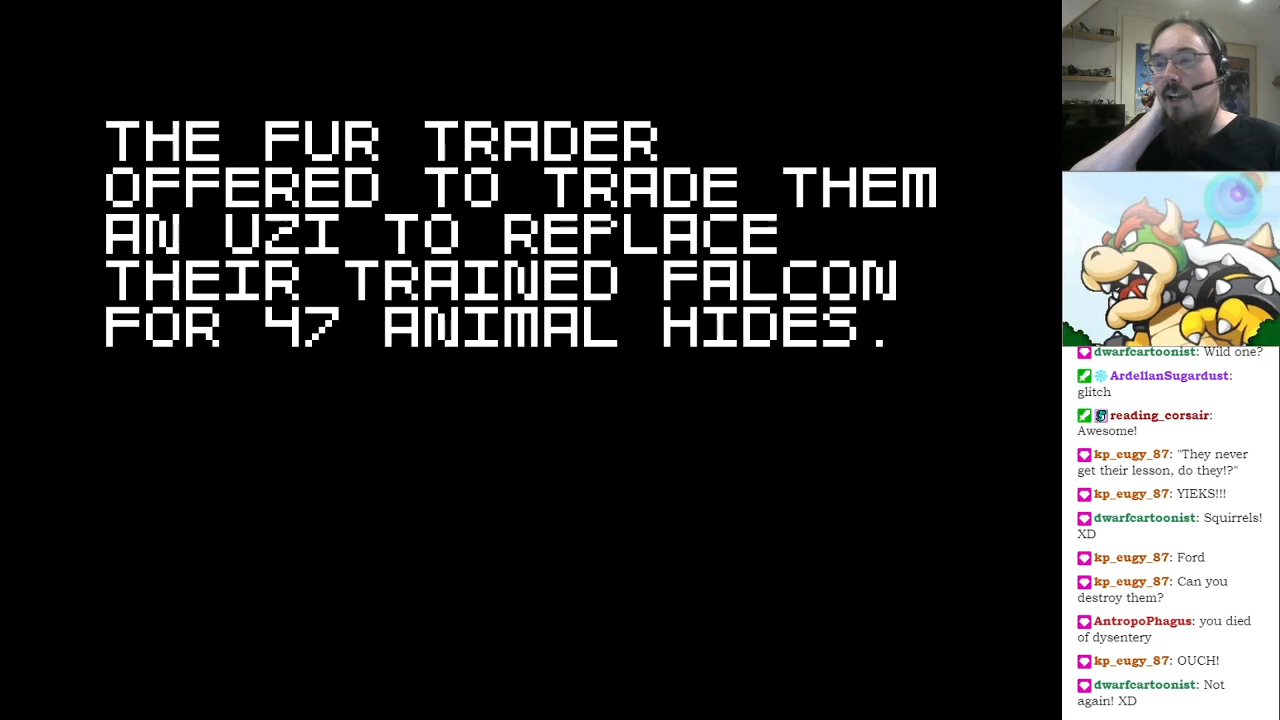 THE FUR TRADER
OFFERED TO TRADE THEM
AN UZI TO REPLACE
THEIR TRAINED FALCON
FOR 47 ANIMAL HIDES.
dwarfcartoonist: Wild one?
ArdellanSugardust:
glitch
reading_corsair:
Awesome!
kp_eugy_87: "They never
get their lesson, do they!?"
kp_eugy_87: YIEKS!!!
dwarfcartoonist: Squirrels!
XD
kp_eugy_87: Ford
kp_eugy_87: Can you
destroy them?
AntropoPhagus: you died
of dysentery
kp_eugy_87: OUCH!
dwarfcartoonist: Not
again! XD